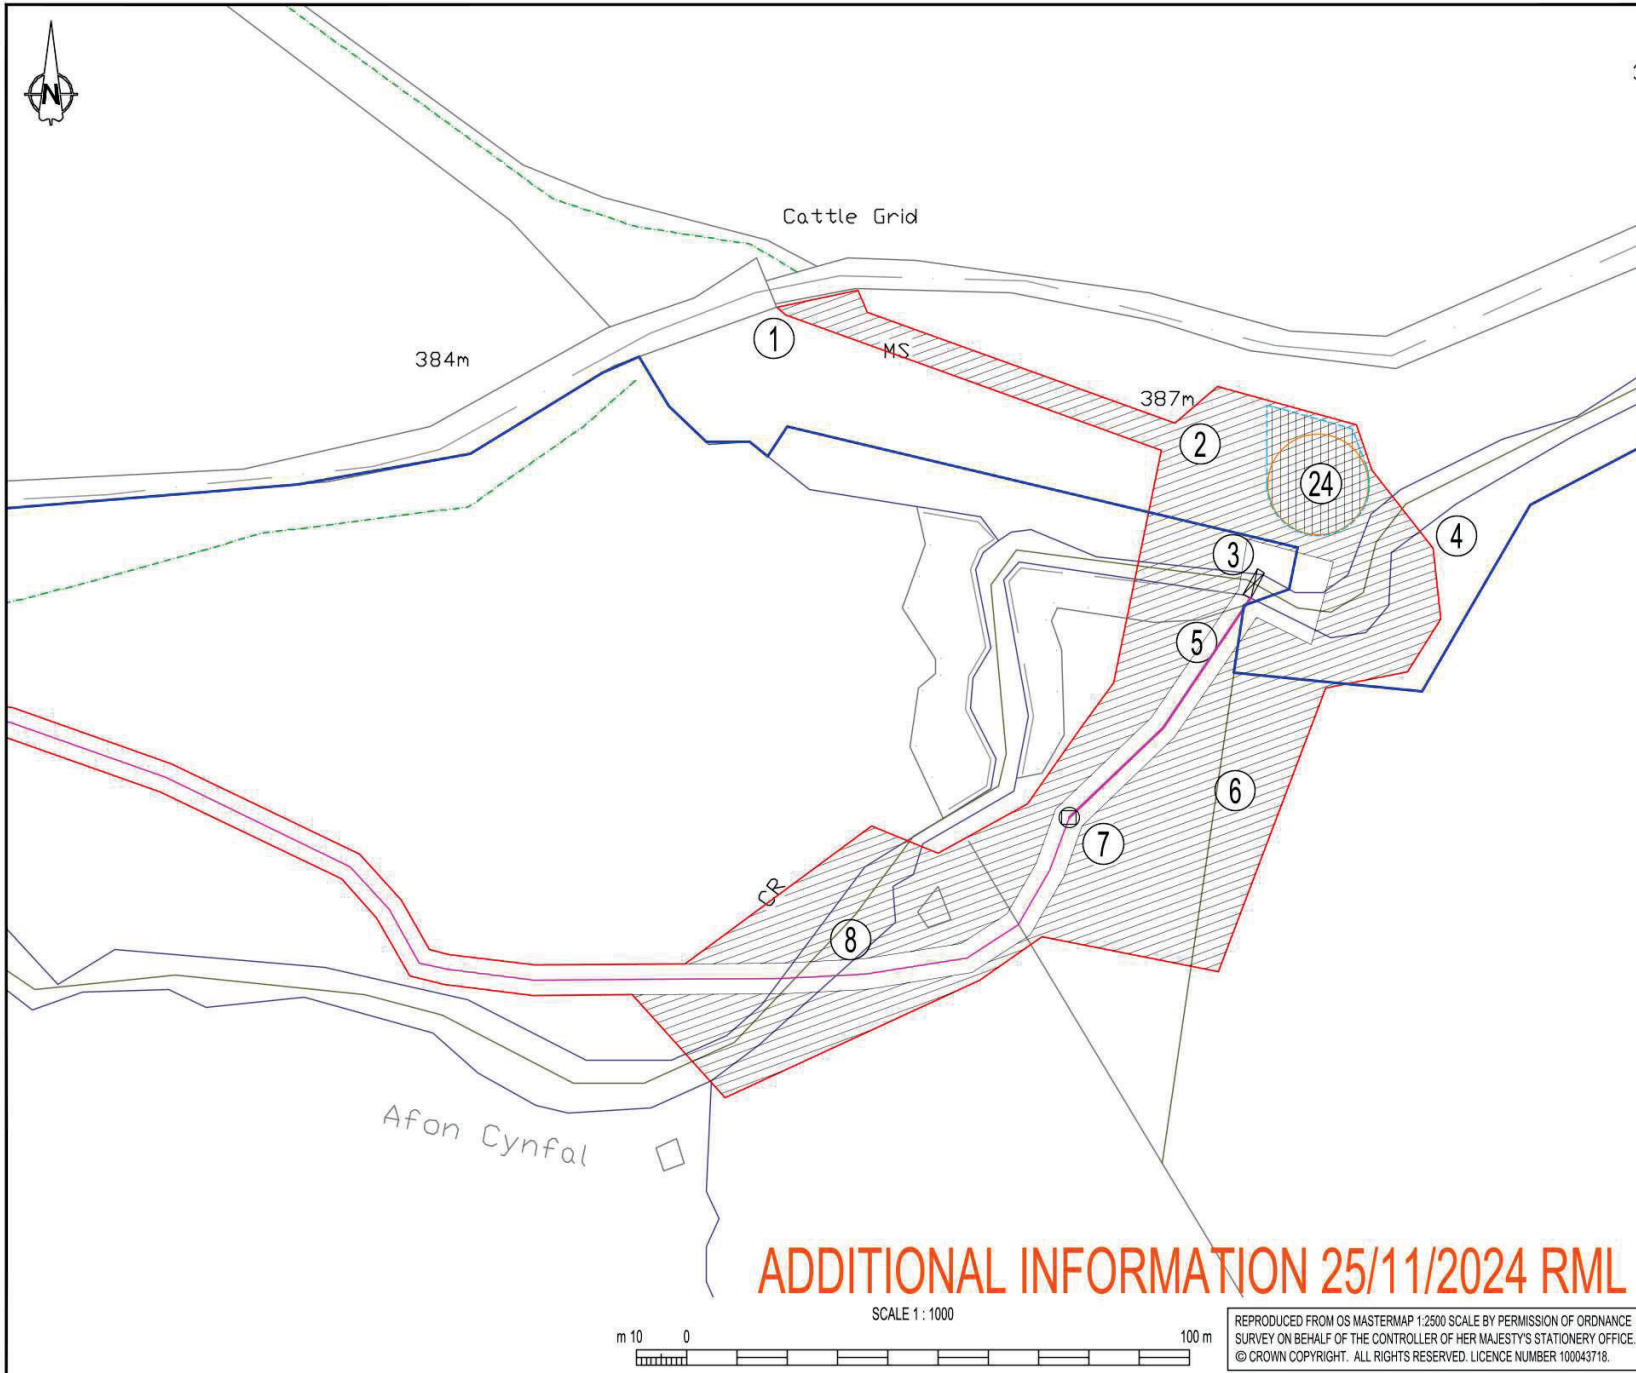 N
Cattle Grid
1
MS
384m
387m
2
24
3
4
5
6
7
CR
8
Afon Cynfal
ADDITIONAL INFORMATION 25/11/2024 RML
SCALE 1 : 1000
m 10 0 100 m
REPRODUCED FROM OS MASTERMAP 1:2500 SCALE BY PERMISSION OF ORDNANCE
SURVEY ON BEHALF OF THE CONTROLLER OF HER MAJESTY'S STATIONERY OFFICE.
© CROWN COPYRIGHT. ALL RIGHTS RESERVED. LICENCE NUMBER 100043718.